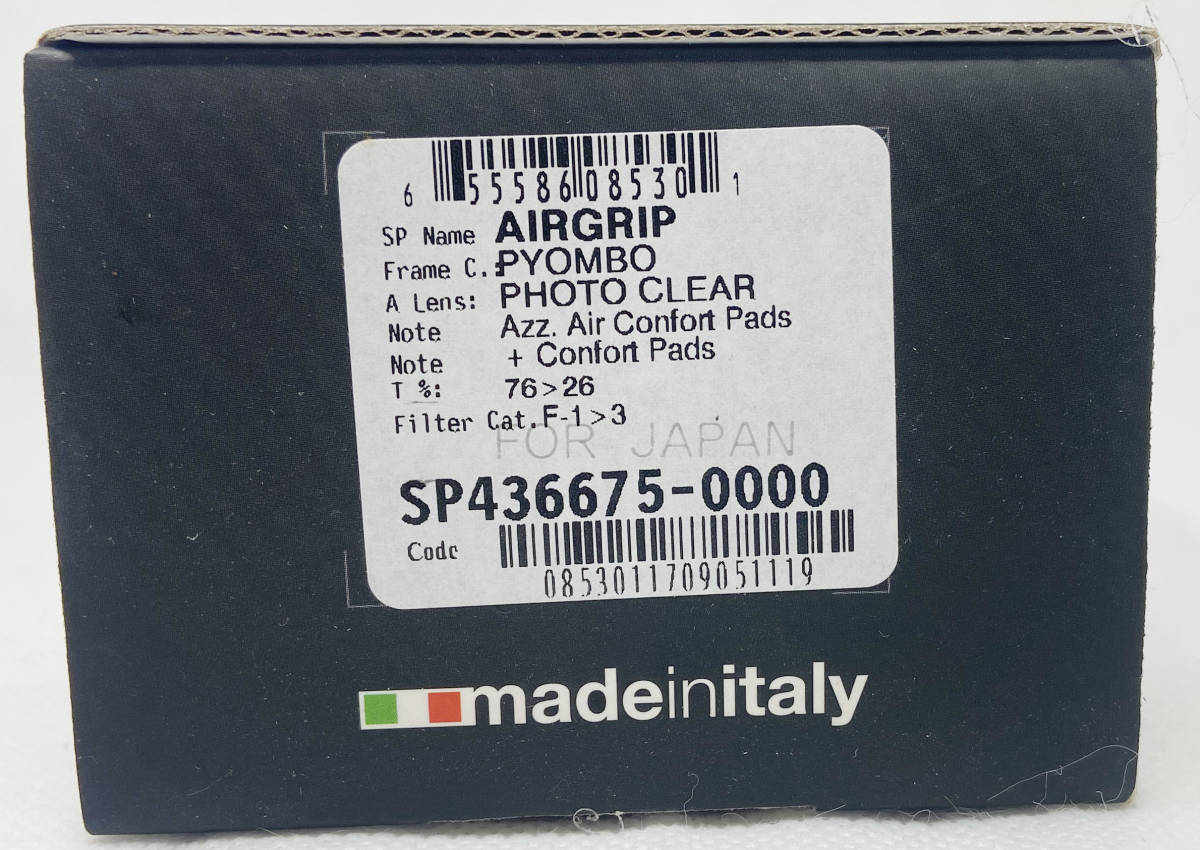 6 55586 08530 1
SP Name AIRGRIP
Frame C.: PYOMBO
A Lens: PHOTO CLEAR
Note Azz. Air Confort Pads
Note + Confort Pads
T %: 76>26
Filter Cat. F-1>3
FOR JAPAN
SP436675-0000
Code
0853011709051119
madeinitaly